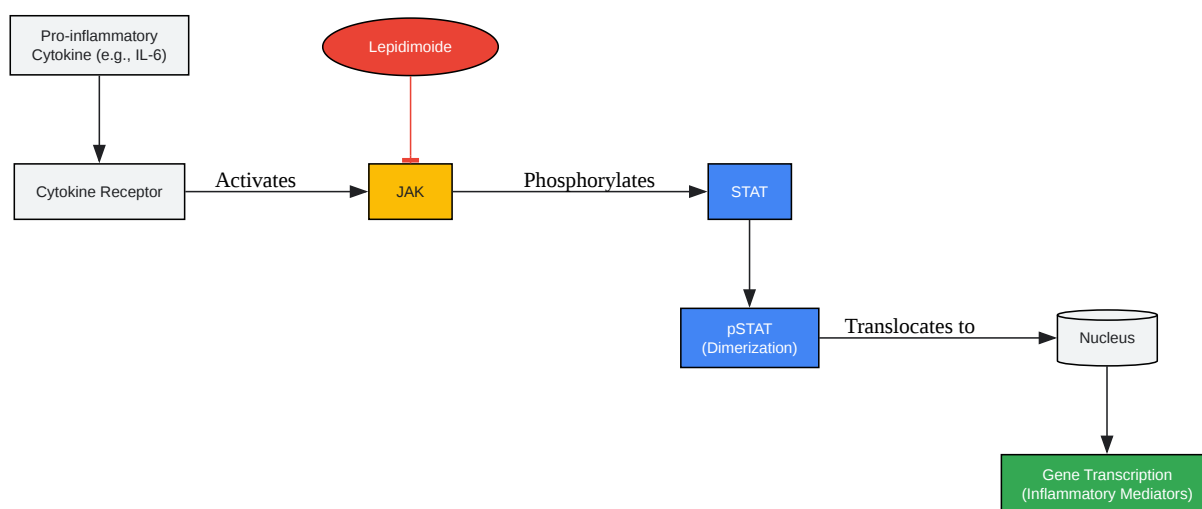 Pro-inflammatory
Cytokine (e.g., IL-6)
Lepidimoide
Cytokine Receptor
Activates
JAK
Phosphorylates
STAT
pSTAT
(Dimerization)
Translocates to
Nucleus
Gene Transcription
(Inflammatory Mediators)